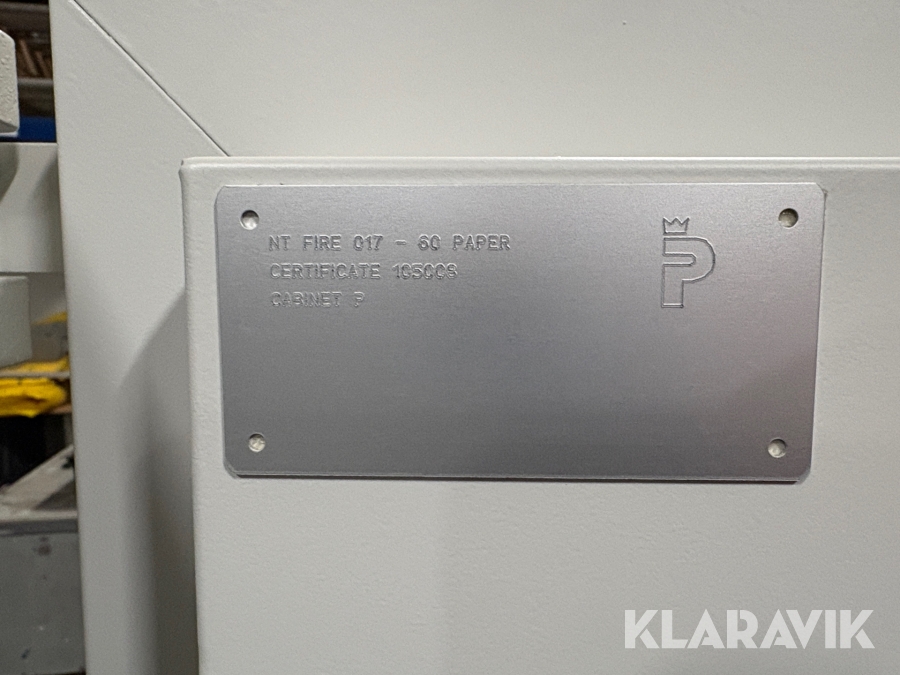 NT FIRE 017 - 60 PAPER
CERTIFICATE 105008
CABINET P
P
KLARAVIK